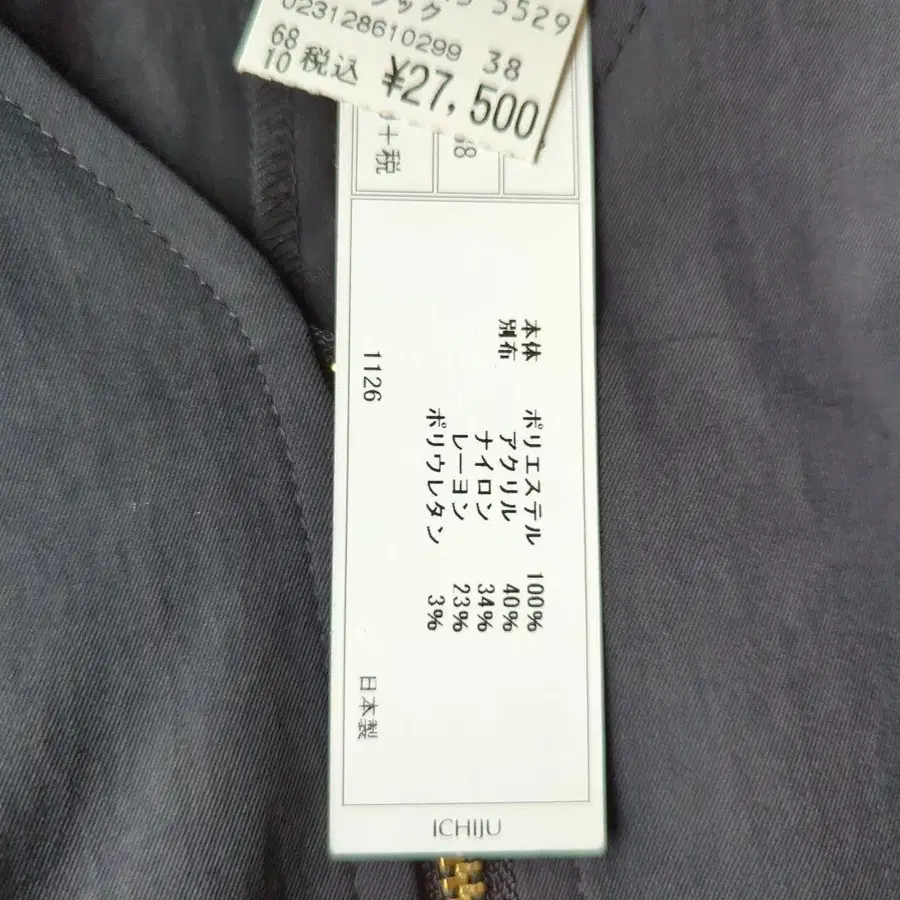 5529
ック
023128610299 38
68
10 税込 ¥27,500
+税
本体 ポリエステル 100%
別布 アクリル 40%
ナイロン 34%
レーヨン 23%
ポリウレタン 3%
1126 日本製
ICHIJU